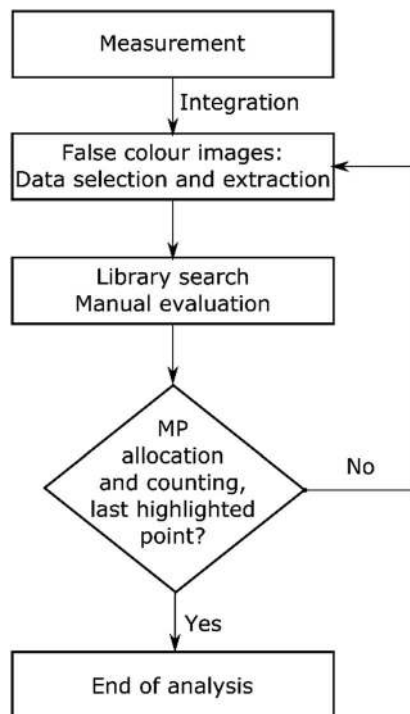 Measurement
Integration
False colour images:
Data selection and extraction
Library search
Manual evaluation
MP
allocation
and counting,
last highlighted
point?
No
Yes
End of analysis